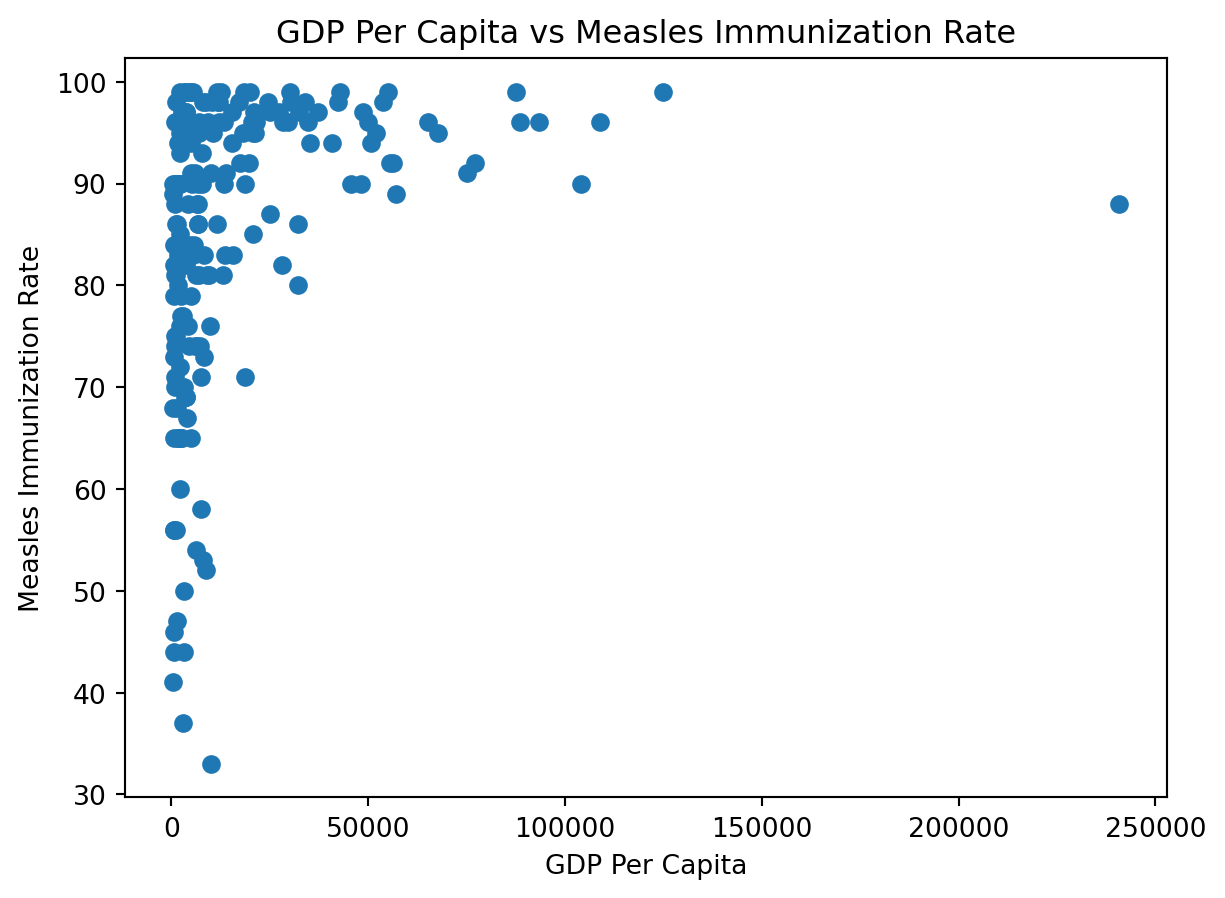 GDP Per Capita vs Measles Immunization Rate
100
90
80
70
60
50
40
30
Measles Immunization Rate
0 50000 100000 150000 200000 250000
GDP Per Capita